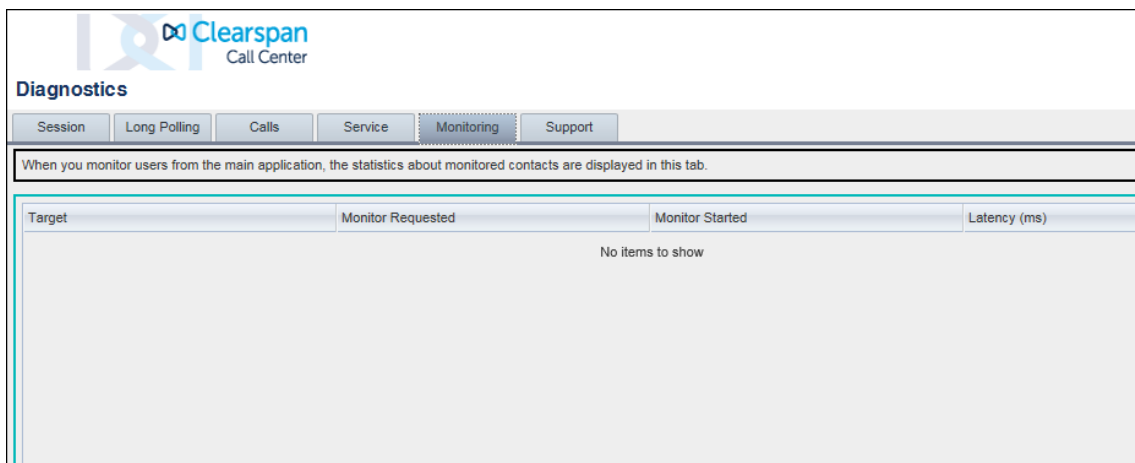 Clearspan
Call Center
Diagnostics
Session Long Polling Calls Service Monitoring Support
When you monitor users from the main application, the statistics about monitored contacts are displayed in this tab.
Target Monitor Requested Monitor Started Latency (ms)
No items to show